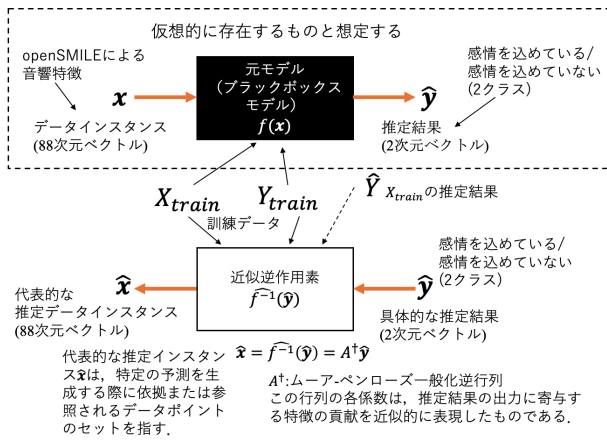 仮想的に存在するものと想定する
openSMILEによる
音響特徴
x
データインスタンス
(88次元ベクトル)
元モデル
(ブラックボックス
モデル)
f(x)
ŷ
推定結果
(2次元ベクトル)
感情を込めている/
感情を込めていない
(2クラス)
X_train
Y_train
訓練データ
Ŷ X_trainの推定結果
近似逆作用素
\widehat{f^{-1}}(ŷ)
x̂
代表的な
推定データインスタンス
(88次元ベクトル)
感情を込めている/
感情を込めていない
(2クラス)
ŷ
具体的な推定結果
(2次元ベクトル)
x̂ = \widehat{f^{-1}}(ŷ) = A†ŷ
代表的な推定インスタン
スx̂は，特定の予測を生
成する際に依拠または参
照されるデータポイント
のセットを指す．
A†:ムーア-ペンローズ一般化逆行列
この行列の各係数は，推定結果の出力に寄与す
る特徴の貢献を近似的に表現したものである．